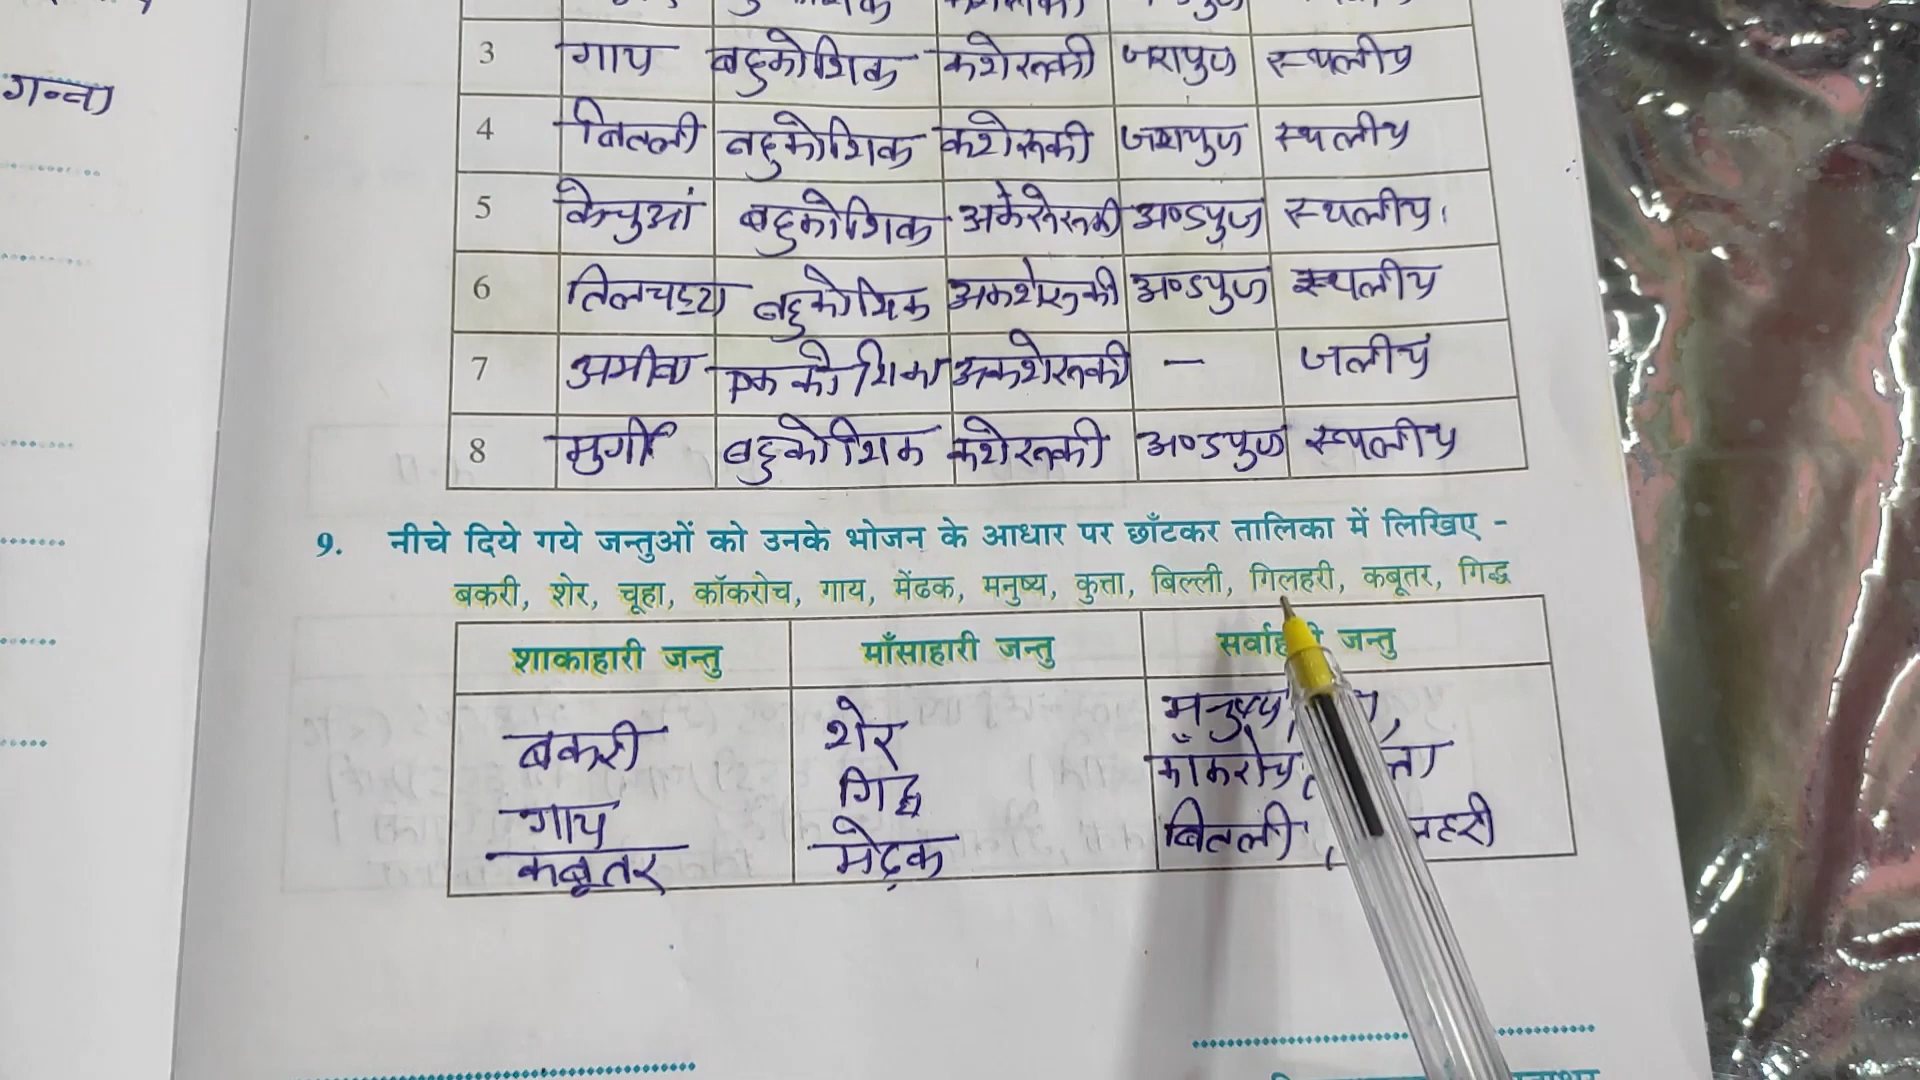 गन्ना
3 गाय बहुकोशिक कशेरूकी जरायुज स्थलीय
4 बिल्ली बहुकोशिक कशेरूकी जरायुज स्थलीय
5 केचुआं बहुकोशिक अकेसेरूकी अण्डयुज स्थलीय
6 तिलचट्टा बहुकोशिक अकशेरूकी अण्डयुज स्थलीय
7 अमीबा एक कोशिका अकशेरूकी — जलीय
8 मुर्गी बहुकोशिक कशेरूकी अण्डयुज स्थलीय
9. नीचे दिये गये जन्तुओं को उनके भोजन के आधार पर छाँटकर तालिका में लिखिए -
बकरी, शेर, चूहा, कॉकरोच, गाय, मेंढक, मनुष्य, कुत्ता, बिल्ली, गिलहरी, कबूतर, गिद्ध
शाकाहारी जन्तु माँसाहारी जन्तु जन्तु
बकरी शेर मनुष्य,
गाय गिद्ध कॉकरोच,
कबूतर मेढ़क बिल्ली,